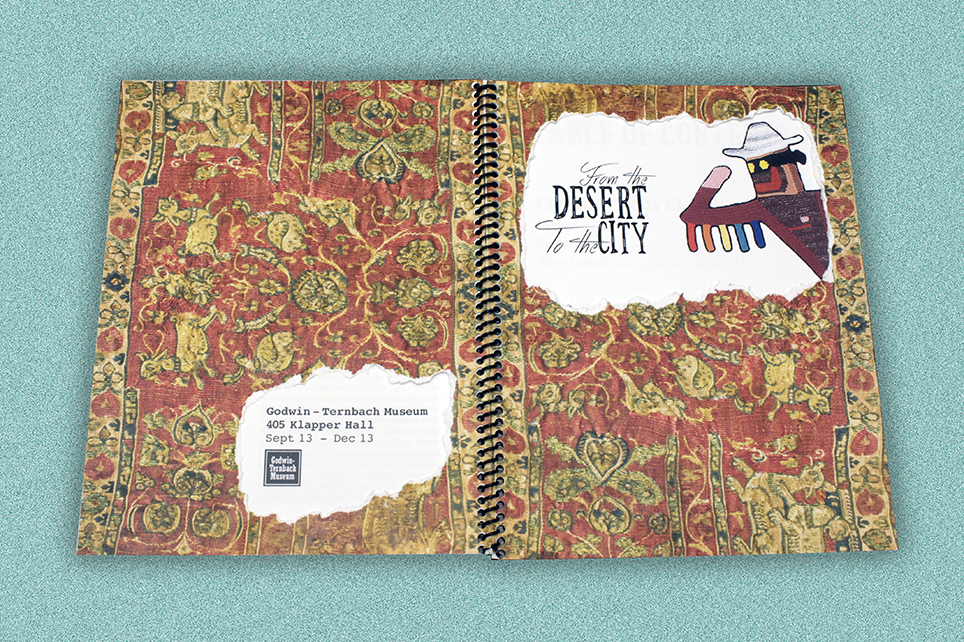 From the
DESERT
To the CITY
Godwin-Ternbach Museum
405 Klapper Hall
Sept 13 - Dec 13
Godwin-
Ternbach
Museum